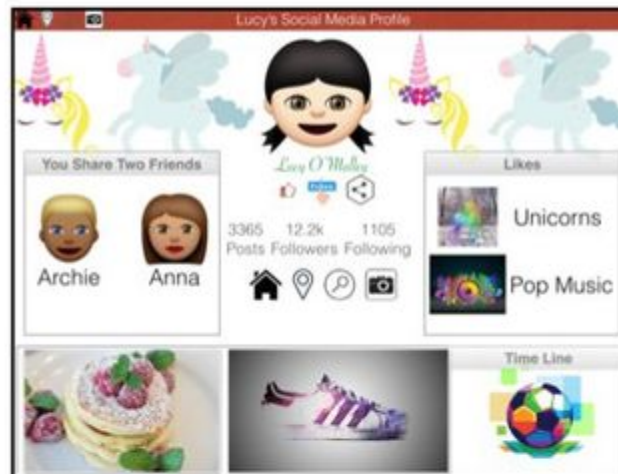 Lucy's Social Media Profile
You Share Two Friends
Archie
Anna
Lucy O'Malley
3365 12.2k 1105
Posts Followers Following
Likes
Unicorns
Pop Music
Time Line